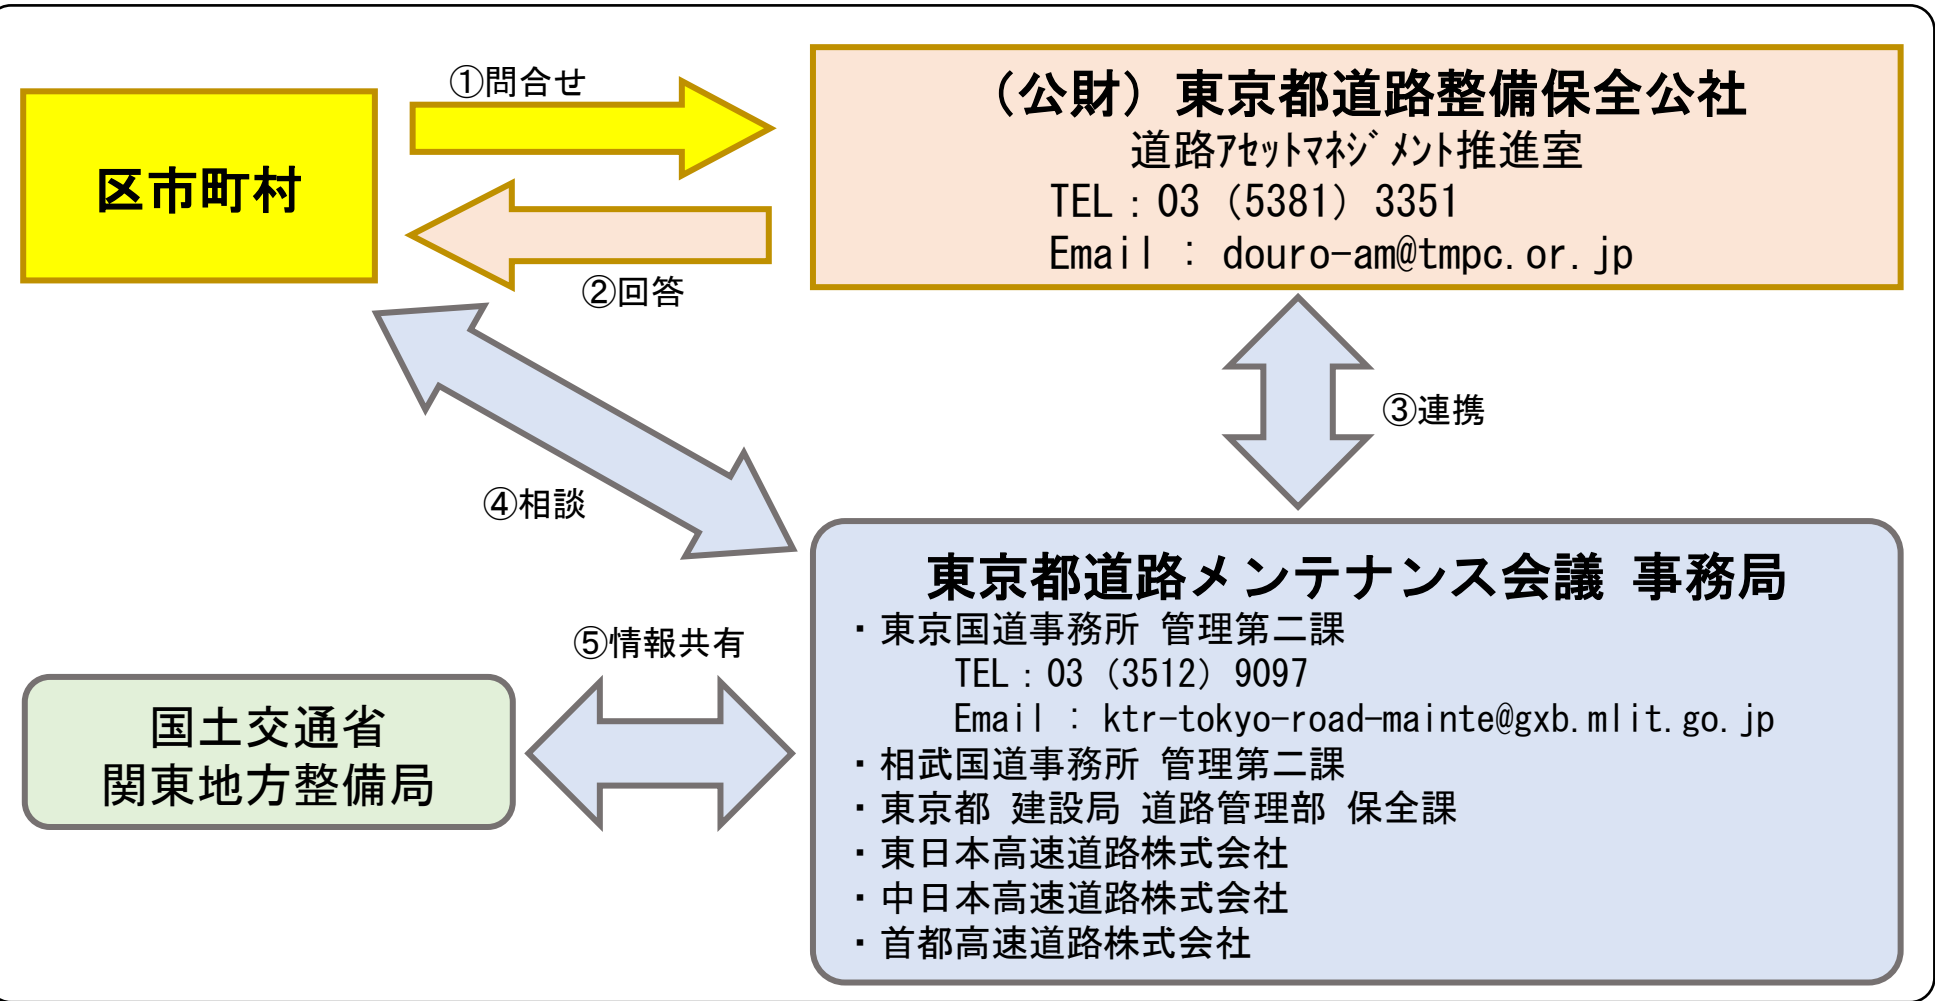 ①問合せ
区市町村
②回答
（公財）東京都道路整備保全公社
道路ｱｾｯﾄﾏﾈｼﾞﾒﾝﾄ推進室
TEL：03（5381）3351
Email： douro-am@tmpc.or.jp
③連携
④相談
東京都道路メンテナンス会議 事務局
・東京国道事務所 管理第二課
TEL：03（3512）9097
Email： ktr-tokyo-road-mainte@gxb.mlit.go.jp
・相武国道事務所 管理第二課
・東京都 建設局 道路管理部 保全課
・東日本高速道路株式会社
・中日本高速道路株式会社
・首都高速道路株式会社
⑤情報共有
国土交通省
関東地方整備局